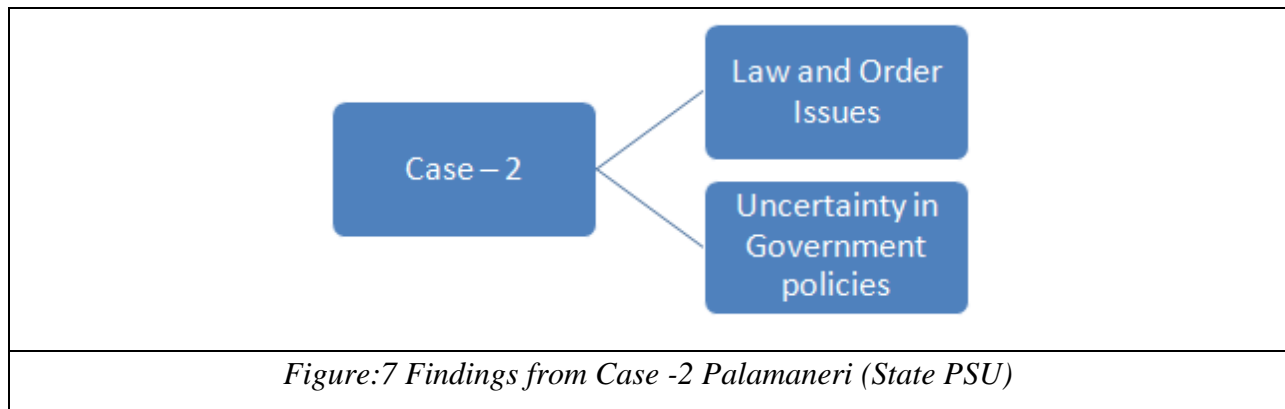 Law and Order
Issues
Case – 2
Uncertainty in
Government
policies
Figure:7 Findings from Case -2 Palamaneri (State PSU)